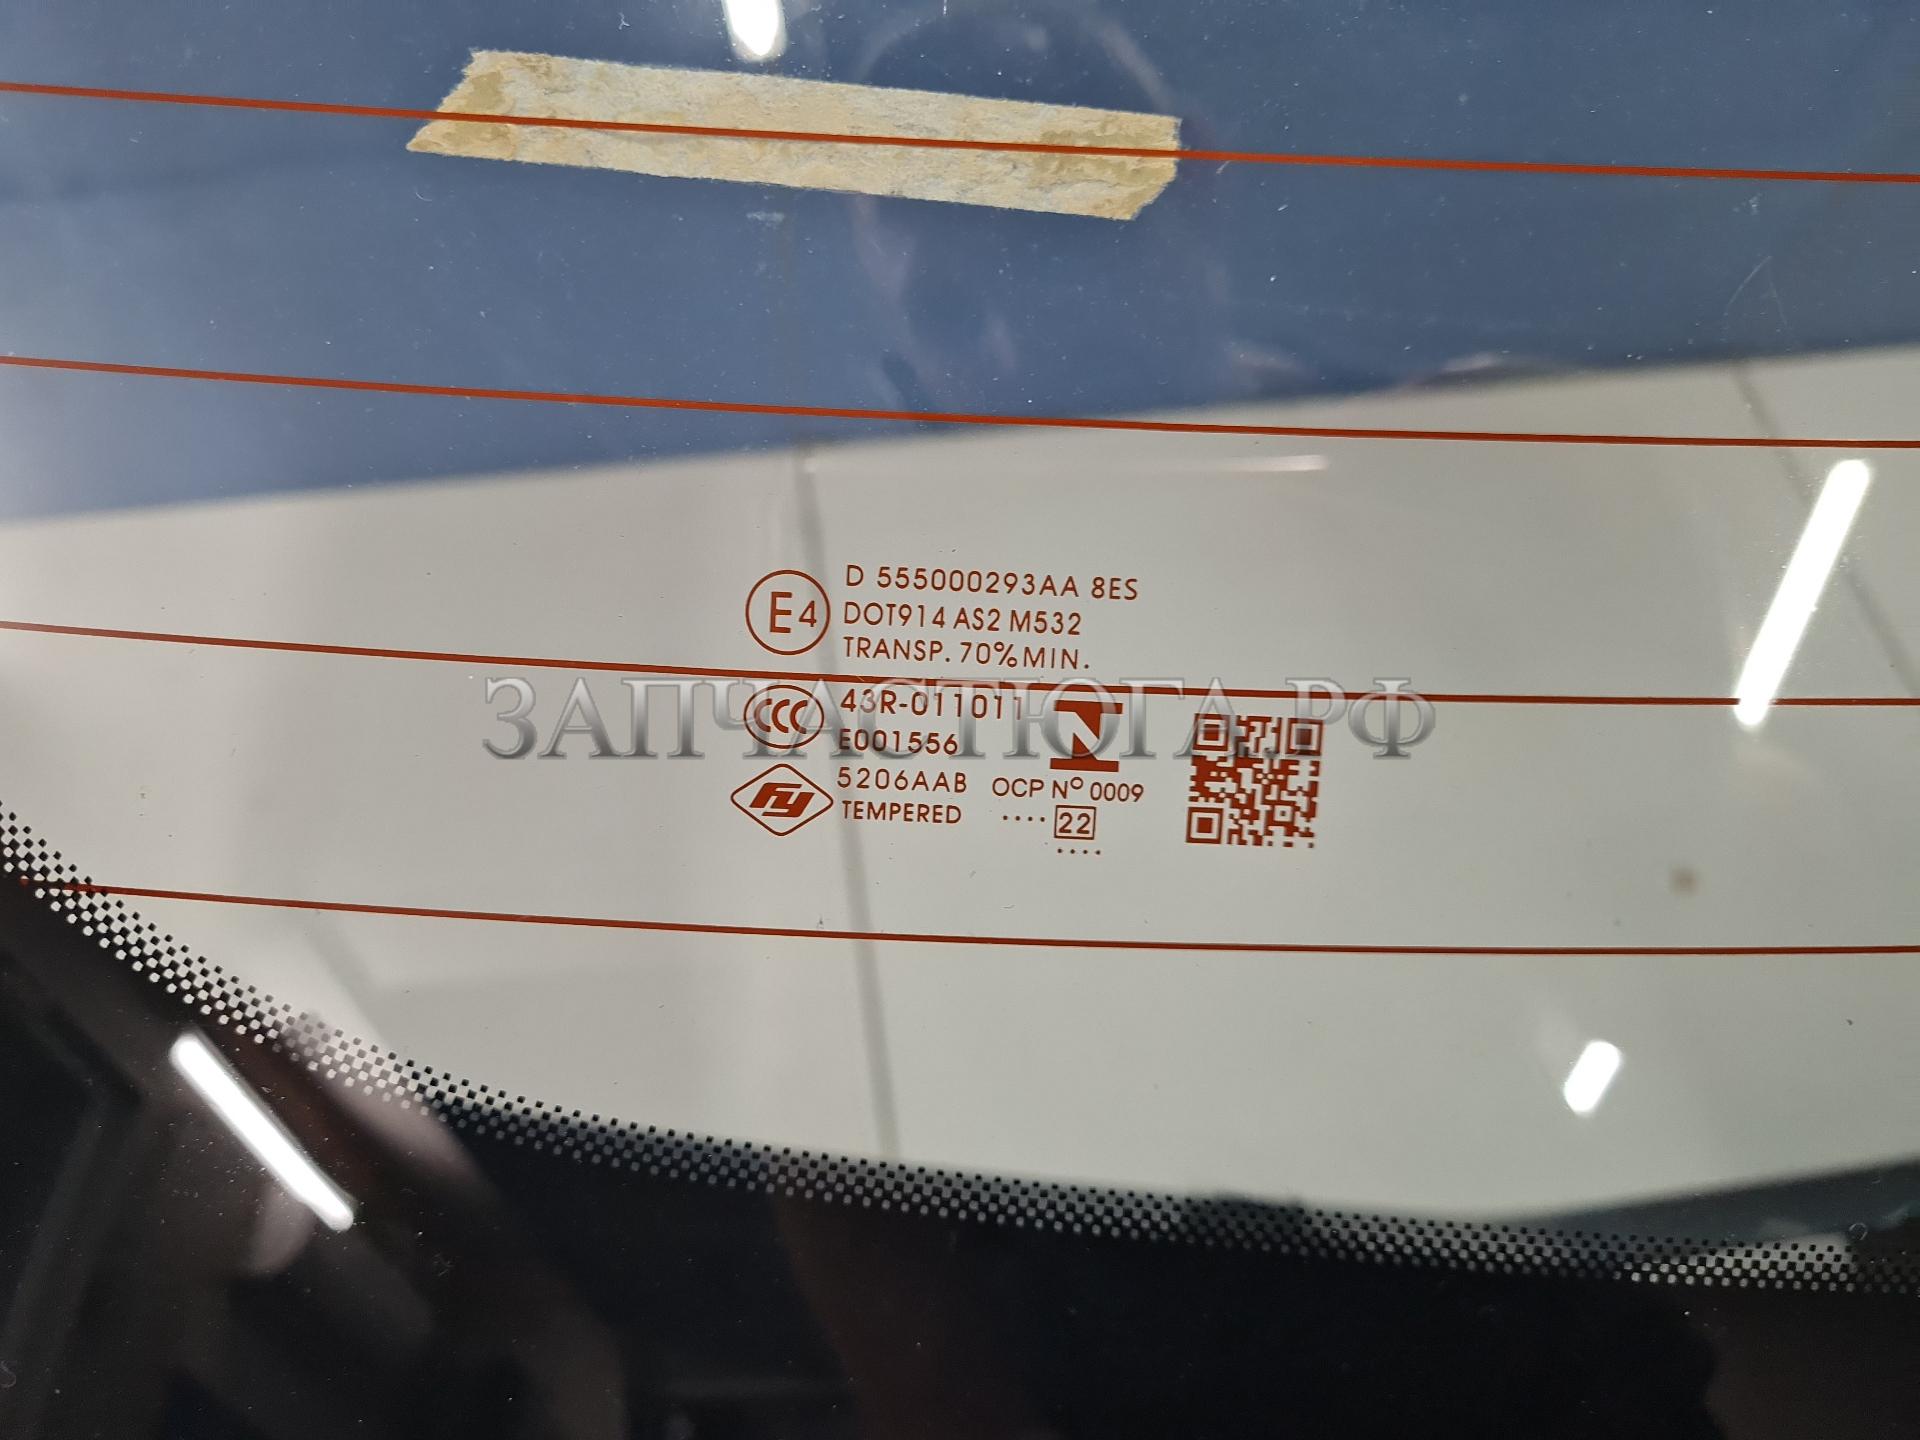 E4
D 555000293AA 8ES
DOT914 AS2 M532
TRANSP. 70% MIN.
ЗАПЧАСТЮГА.РФ
CCC
43R-011011
E001556
FY
5206AAB
TEMPERED
N
OCP Nº 0009
....22
....